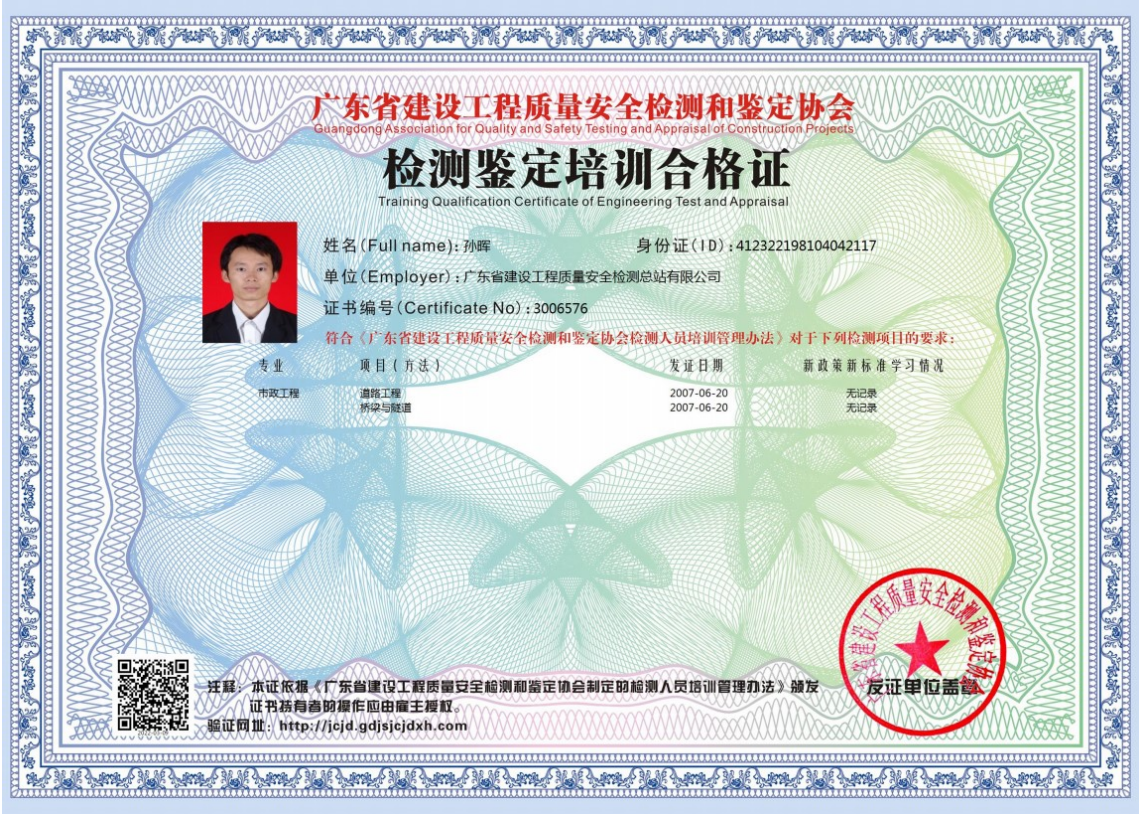 广东省建设工程质量安全检测和鉴定协会
Guangdong Association for Quality and Safety Testing and Appraisal of Construction Projects
检测鉴定培训合格证
Training Qualification Certificate of Engineering Test and Appraisal
姓名(Full name): 孙晖 身份证(ID): 412322198104042117
单位(Employer): 广东省建设工程质量安全检测总站有限公司
证书编号(Certificate No): 3006576
符合《广东省建设工程质量安全检测和鉴定协会检测人员培训管理办法》对于下列检测项目的要求:
专业 项目(方法) 发证日期 新政策新标准学习情况
市政工程 道路工程 2007-06-20 无记录
桥梁与隧道 2007-06-20 无记录
广东省建设工程质量安全检测和鉴定协会
发证单位盖章
注释: 本证依据《广东省建设工程质量安全检测和鉴定协会制定的检测人员培训管理办法》颁发
证书持有者的操作应由雇主授权。
验证网址: http://jcjd.gdjsjcjdxh.com